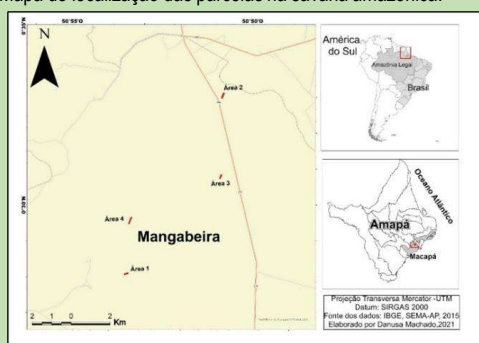 mapa de localização das parcelas na savana amazônica.
50°55'O
50°50'O
N
Área 2
Área 3
Área 4
Mangabeira
Área 1
2 1 0 2
Km
América
do Sul
Amazônia Legal
Brasil
Oceano Atlântico
Amapá
Macapá
Projeção Transversa Mercator -UTM
Datum: SIRGAS 2000
Fonte dos dados: IBGE, SEMA-AP, 2015
Elaborado por Danusa Machado,2021